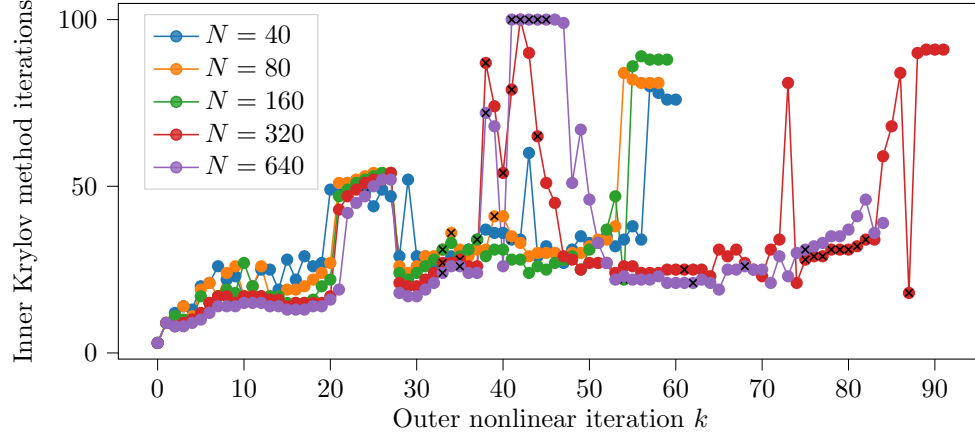 100
50
0
N = 40
N = 80
N = 160
N = 320
N = 640
Inner Krylov method iterations
0 10 20 30 40 50 60 70 80 90
Outer nonlinear iteration k